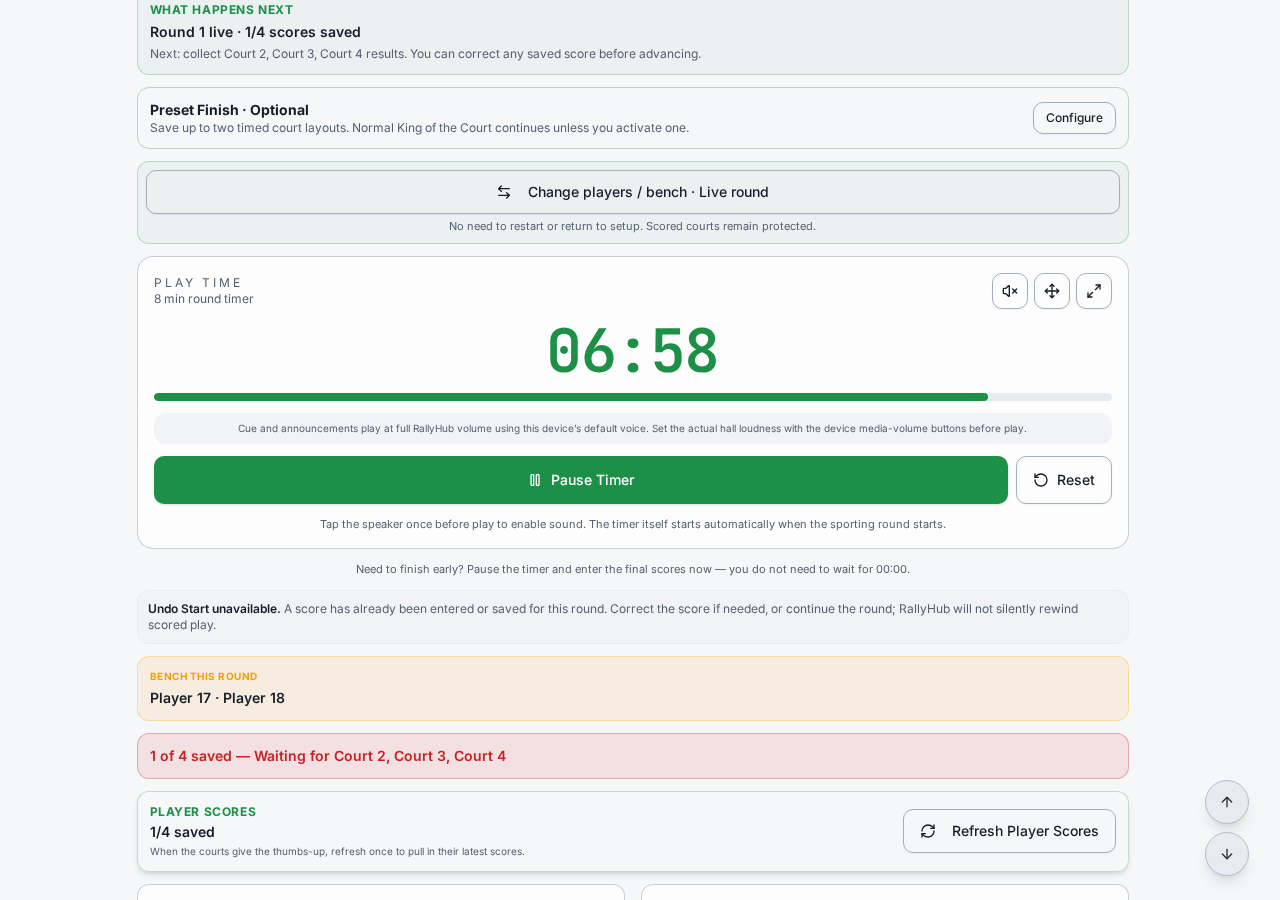 WHAT HAPPENS NEXT
Round 1 live · 1/4 scores saved
Next: collect Court 2, Court 3, Court 4 results. You can correct any saved score before advancing.
Preset Finish · Optional
Save up to two timed court layouts. Normal King of the Court continues unless you activate one.
Configure
Change players / bench · Live round
No need to restart or return to setup. Scored courts remain protected.
PLAY TIME
8 min round timer
06:58
Cue and announcements play at full RallyHub volume using this device's default voice. Set the actual hall loudness with the device media-volume buttons before play.
Pause Timer
Reset
Tap the speaker once before play to enable sound. The timer itself starts automatically when the sporting round starts.
Need to finish early? Pause the timer and enter the final scores now — you do not need to wait for 00:00.
Undo Start unavailable. A score has already been entered or saved for this round. Correct the score if needed, or continue the round; RallyHub will not silently rewind
scored play.
BENCH THIS ROUND
Player 17 · Player 18
1 of 4 saved — Waiting for Court 2, Court 3, Court 4
PLAYER SCORES
1/4 saved
When the courts give the thumbs-up, refresh once to pull in their latest scores.
Refresh Player Scores